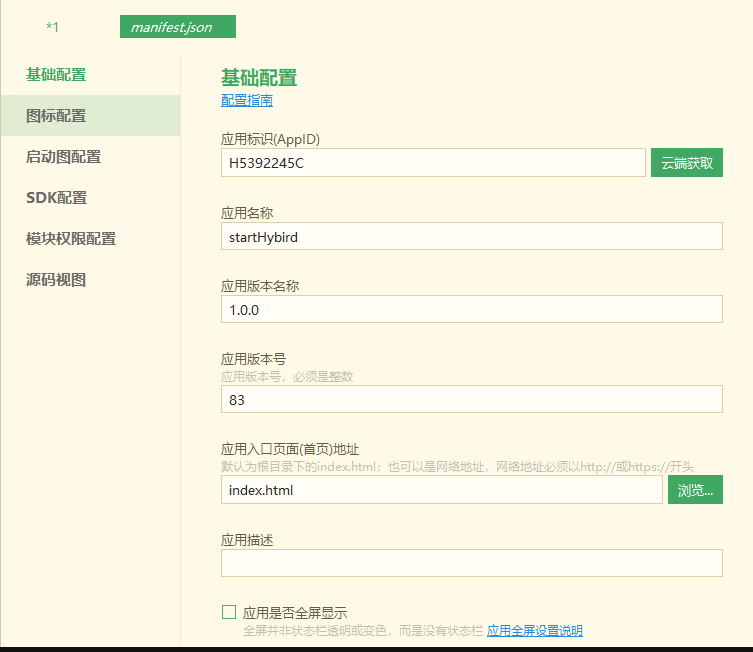 *1 manifest.json
基础配置
图标配置
启动图配置
SDK配置
模块权限配置
源码视图
基础配置
配置指南
应用标识(AppID)
H5392245C 云端获取
应用名称
startHybird
应用版本名称
1.0.0
应用版本号
应用版本号，必须是整数
83
应用入口页面(首页)地址
默认为根目录下的index.html；也可以是网络地址，网络地址必须以http://或https://开头
index.html 浏览...
应用描述
应用是否全屏显示
全屏并非状态栏透明或变色，而是没有状态栏 应用全屏设置说明